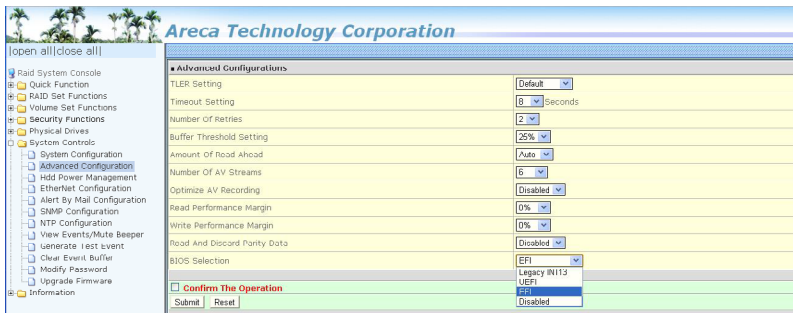 Areca Technology Corporation
|open all|close all|
Raid System Console
Quick Function
RAID Set Functions
Volume Set Functions
Security Functions
Physical Drives
System Controls
System Configuration
Advanced Configuration
Hdd Power Management
EtherNet Configuration
Alert By Mail Configuration
SNMP Configuration
NTP Configuration
View Events/Mute Beeper
Generate Test Event
Clear Event Buffer
Modify Password
Upgrade Firmware
Information
Advanced Configurations
TLER Setting Default
Timeout Setting 8 Seconds
Number Of Retries 2
Buffer Threshold Setting 25%
Amount Of Read Ahead Auto
Number Of AV Streams 6
Optimize AV Recording Disabled
Read Performance Margin 0%
Write Performance Margin 0%
Read And Discard Parity Data Disabled
BIOS Selection EFI
Legacy INT13
UEFI
EFI
Disabled
Confirm The Operation
Submit Reset